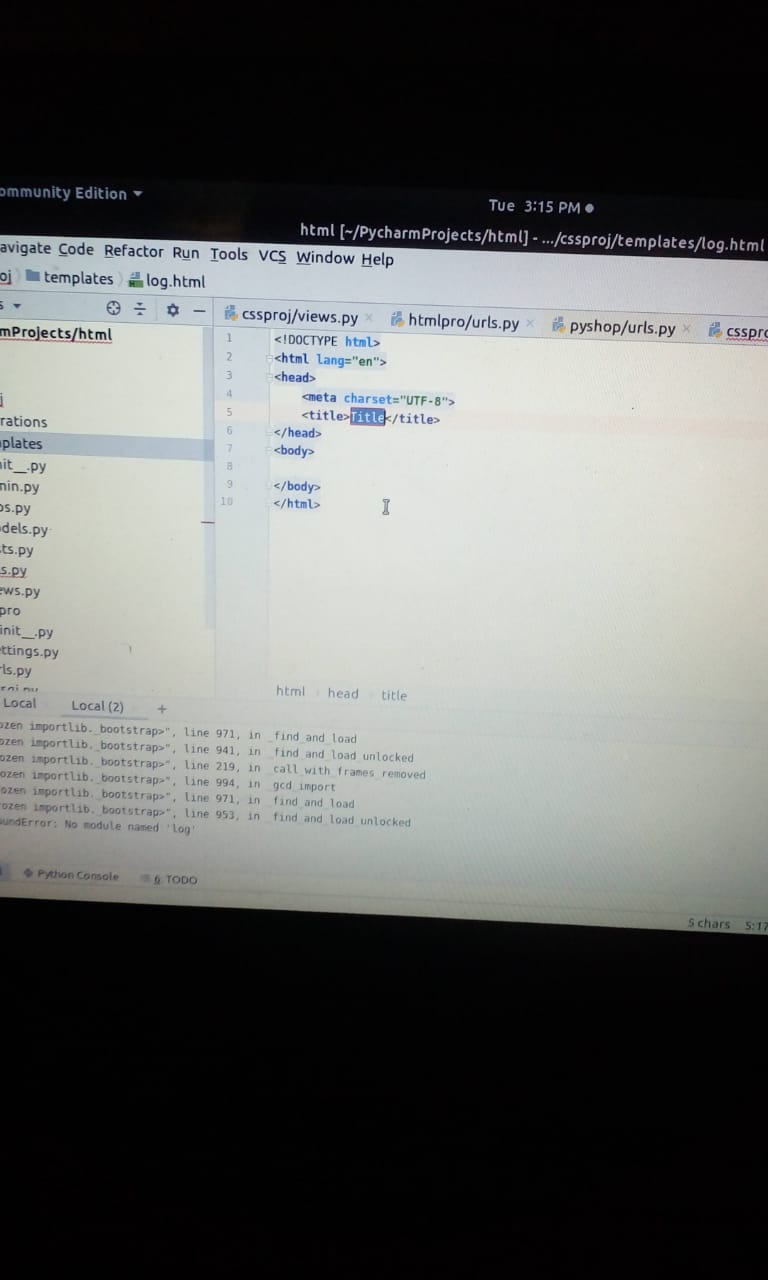 ommunity Edition
Tue 3:15 PM
html [~/PycharmProjects/html] - .../cssproj/templates/log.html
avigate Code Refactor Run Tools VCS Window Help
oj templates log.html
s
cssproj/views.py
htmlpro/urls.py
pyshop/urls.py
csspro
mProjects/html
j
rations
plates
nit__.py
min.py
ps.py
dels.py
ts.py
s.py
ews.py
pro
init__.py
ettings.py
rls.py
1 <!DOCTYPE html>
2 <html lang="en">
3 <head>
4 <meta charset="UTF-8">
5 <title>Title</title>
6 </head>
7 <body>
8
9 </body>
10 </html>
html head title
Local Local (2) +
ozen importlib._bootstrap>", line 971, in _find_and_load
ozen importlib._bootstrap>", line 941, in _find_and_load_unlocked
ozen importlib._bootstrap>", line 219, in _call_with_frames_removed
ozen importlib._bootstrap>", line 994, in _gcd_import
ozen importlib._bootstrap>", line 971, in _find_and_load
ozen importlib._bootstrap>", line 953, in _find_and_load_unlocked
oundError: No module named 'log'
Python Console 6: TODO
5 chars 5:17